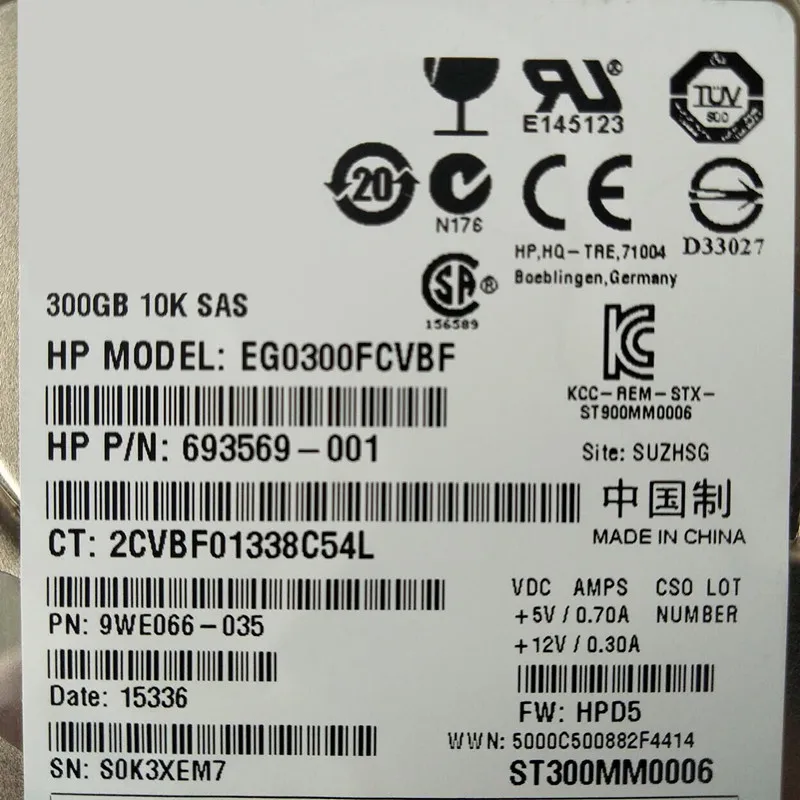 E145123
TÜV
SÜD
20
N176
CE
HP,HQ-TRE,71004
Boeblingen,Germany
D33027
SA ®
156589
300GB 10K SAS
HP MODEL: EG0300FCVBF
KCC-REM-STX-
ST900MM0006
HP P/N: 693569-001
Site: SUZHSG
中国制
MADE IN CHINA
CT: 2CVBF01338C54L
VDC AMPS CSO LOT
+5V / 0.70A NUMBER
+12V / 0.30A
PN: 9WE066-035
Date: 15336
FW: HPD5
WWN: 5000C500882F4414
SN: S0K3XEM7
ST300MM0006